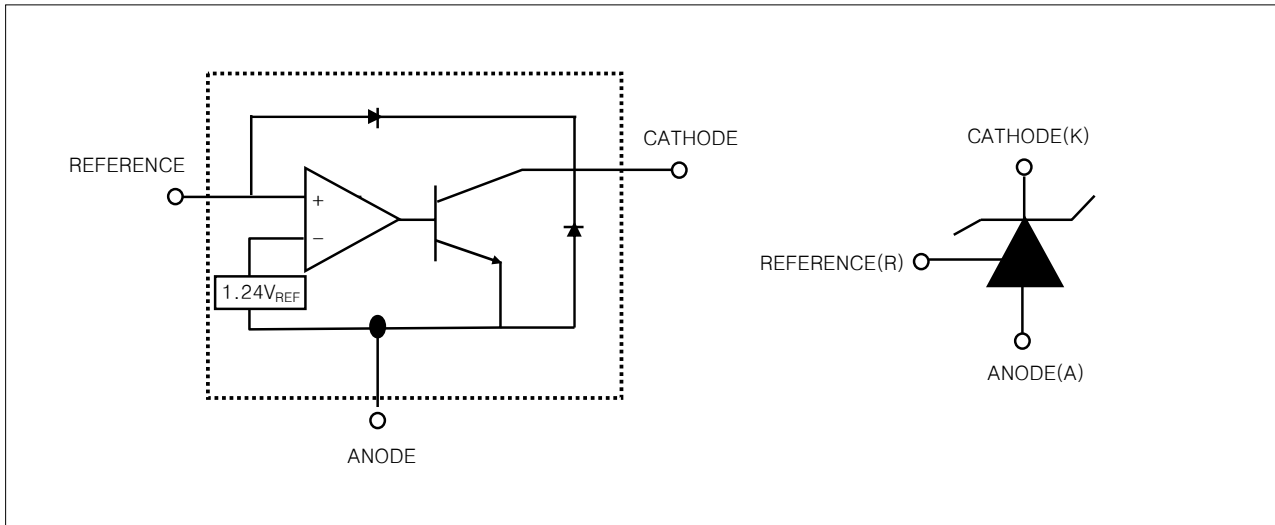 REFERENCE
+
−
1.24VREF
CATHODE
ANODE
CATHODE(K)
REFERENCE(R)
ANODE(A)